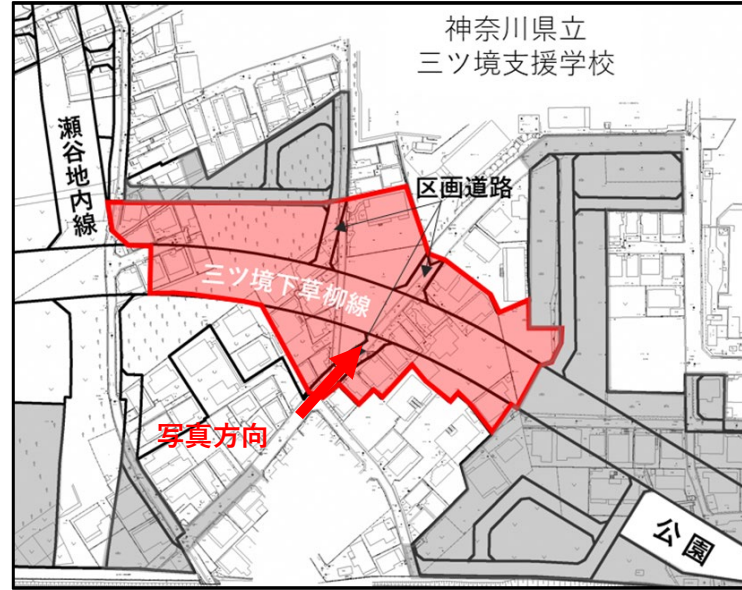 神奈川県立
三ツ境支援学校
瀬谷地内線
区画道路
三ツ境下草柳線
写真方向
公園